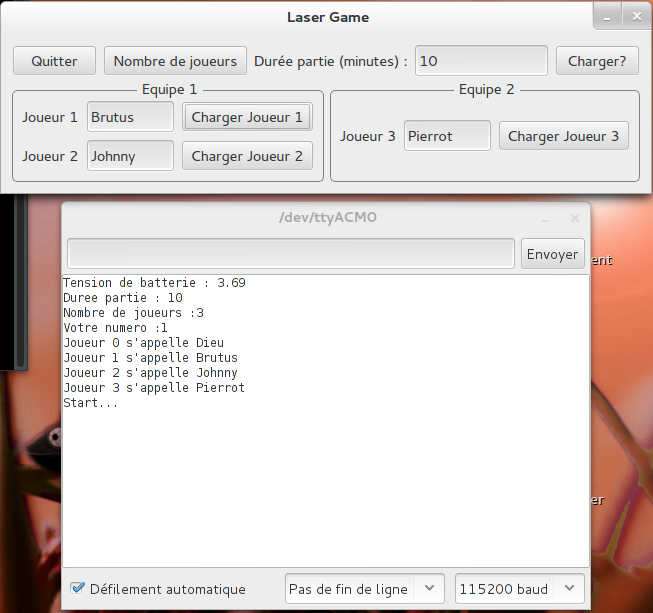 Laser Game
Quitter Nombre de joueurs Durée partie (minutes) : 10 Charger?
Equipe 1
Joueur 1 Brutus Charger Joueur 1
Joueur 2 Johnny Charger Joueur 2
Equipe 2
Joueur 3 Pierrot Charger Joueur 3
/dev/ttyACM0
Envoyer
ent
Tension de batterie : 3.69
Duree partie : 10
Nombre de joueurs :3
Votre numero :1
Joueur 0 s'appelle Dieu
Joueur 1 s'appelle Brutus
Joueur 2 s'appelle Johnny
Joueur 3 s'appelle Pierrot
Start...
er
Défilement automatique Pas de fin de ligne 115200 baud